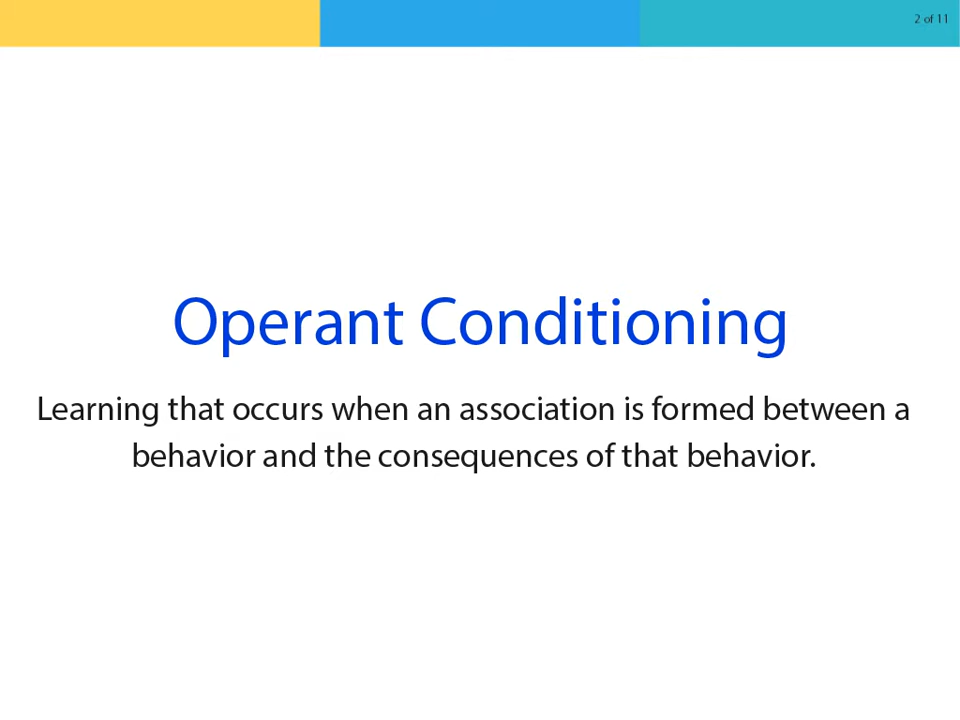 2 of 11
Operant Conditioning
Learning that occurs when an association is formed between a
behavior and the consequences of that behavior.